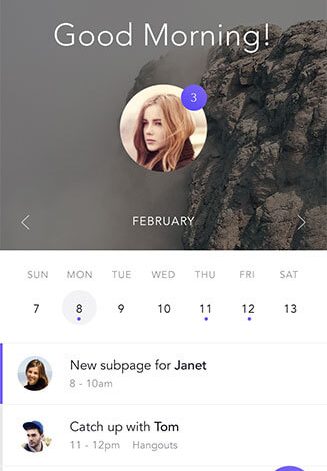 Good Morning!
3
FEBRUARY
SUN MON TUE WED THU FRI SAT
7 8 9 10 11 12 13
New subpage for Janet
8 - 10am
Catch up with Tom
11 - 12pm Hangouts